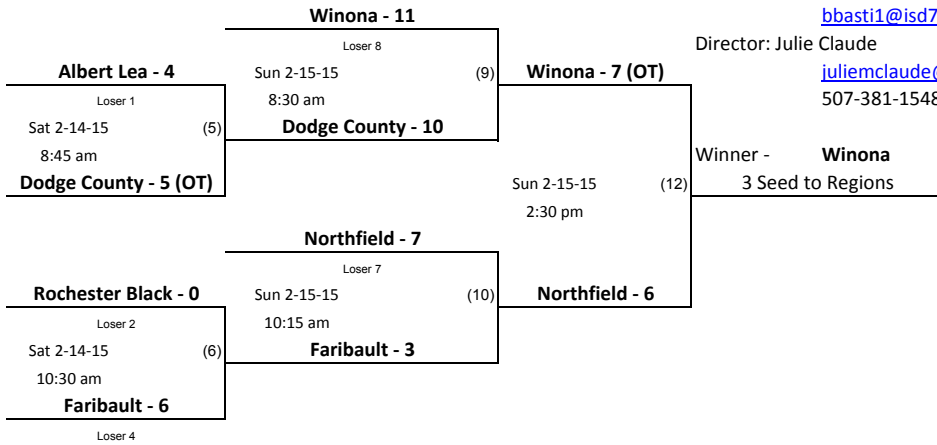 Winona - 11
bbasti1@isd7
Loser 8
Director: Julie Claude
Albert Lea - 4
Sun 2-15-15 (9)
Winona - 7 (OT)
juliemclaude@
Loser 1
8:30 am
507-381-1548
Sat 2-14-15 (5)
Dodge County - 10
8:45 am
Winner - Winona
Dodge County - 5 (OT)
Sun 2-15-15 (12)
3 Seed to Regions
2:30 pm
Northfield - 7
Loser 7
Rochester Black - 0
Sun 2-15-15 (10)
Northfield - 6
Loser 2
10:15 am
Sat 2-14-15 (6)
Faribault - 3
10:30 am
Faribault - 6
Loser 4